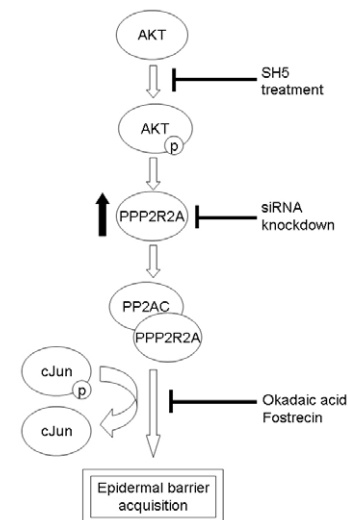 AKT
SH5
treatment
AKT
p
PPP2R2A
siRNA
knockdown
PP2AC
PPP2R2A
cJun
p
cJun
Okadaic acid
Fostrecin
Epidermal barrier
acquisition